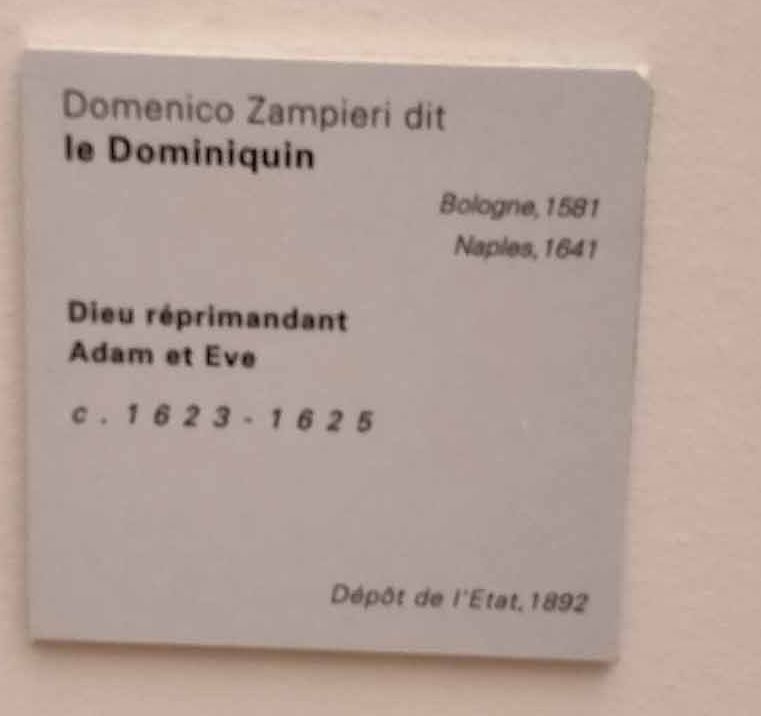 Domenico Zampieri dit
le Dominiquin
Bologne, 1581
Naples, 1641
Dieu réprimandant
Adam et Eve
c. 1623-1625
Dépôt de l'Etat, 1892